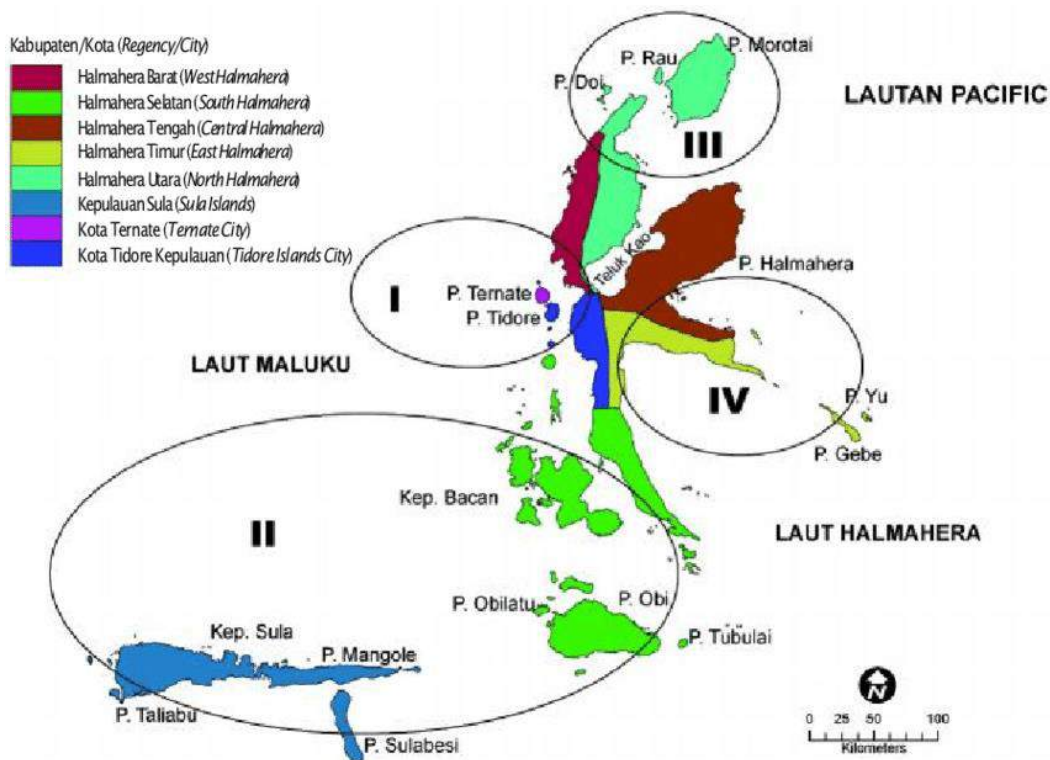 Kabupaten/Kota (Regency/City)
Halmahera Barat (West Halmahera)
Halmahera Selatan (South Halmahera)
Halmahera Tengah (Central Halmahera)
Halmahera Timur (East Halmahera)
Halmahera Utara (North Halmahera)
Kepulauan Sula (Sula Islands)
Kota Ternate (Ternate City)
Kota Tidore Kepulauan (Tidore Islands City)
P. Morotai
P. Rau
P. Doi
LAUTAN PACIFIC
III
Teluk Kao
P. Halmahera
I
P. Ternate
P. Tidore
LAUT MALUKU
IV
P. Yu
P. Gebe
Kep. Bacan
II
LAUT HALMAHERA
P. Obilatu
P. Obi
P. Tubulai
Kep. Sula
P. Mangole
P. Taliabu
P. Sulabesi
N
0 25 50 100
Kilometers